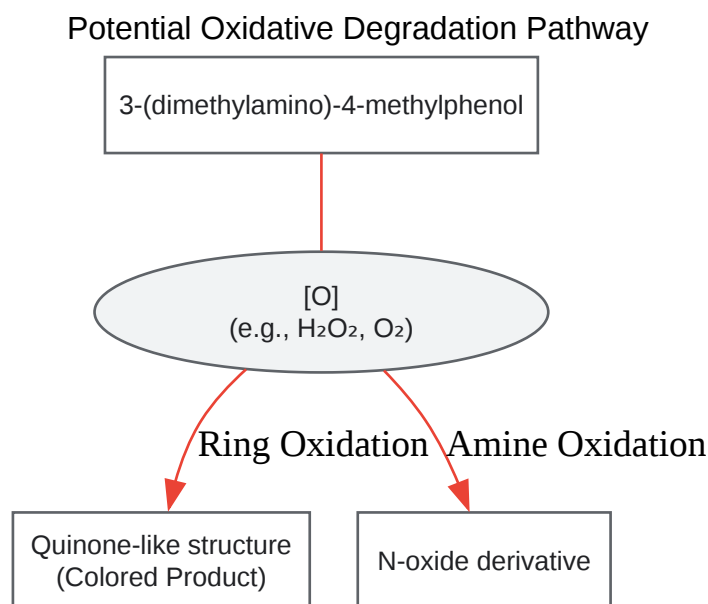 Potential Oxidative Degradation Pathway
3-(dimethylamino)-4-methylphenol
[O]
(e.g., H₂O₂, O₂)
Ring Oxidation
Amine Oxidation
Quinone-like structure
(Colored Product)
N-oxide derivative